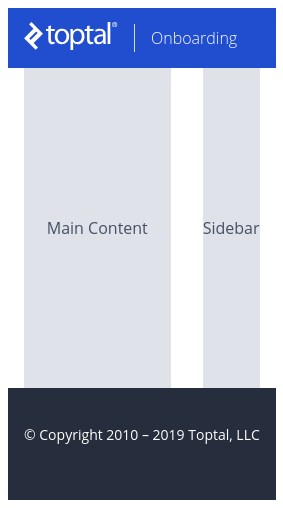 toptal® Onboarding
Main Content Sidebar
© Copyright 2010 – 2019 Toptal, LLC